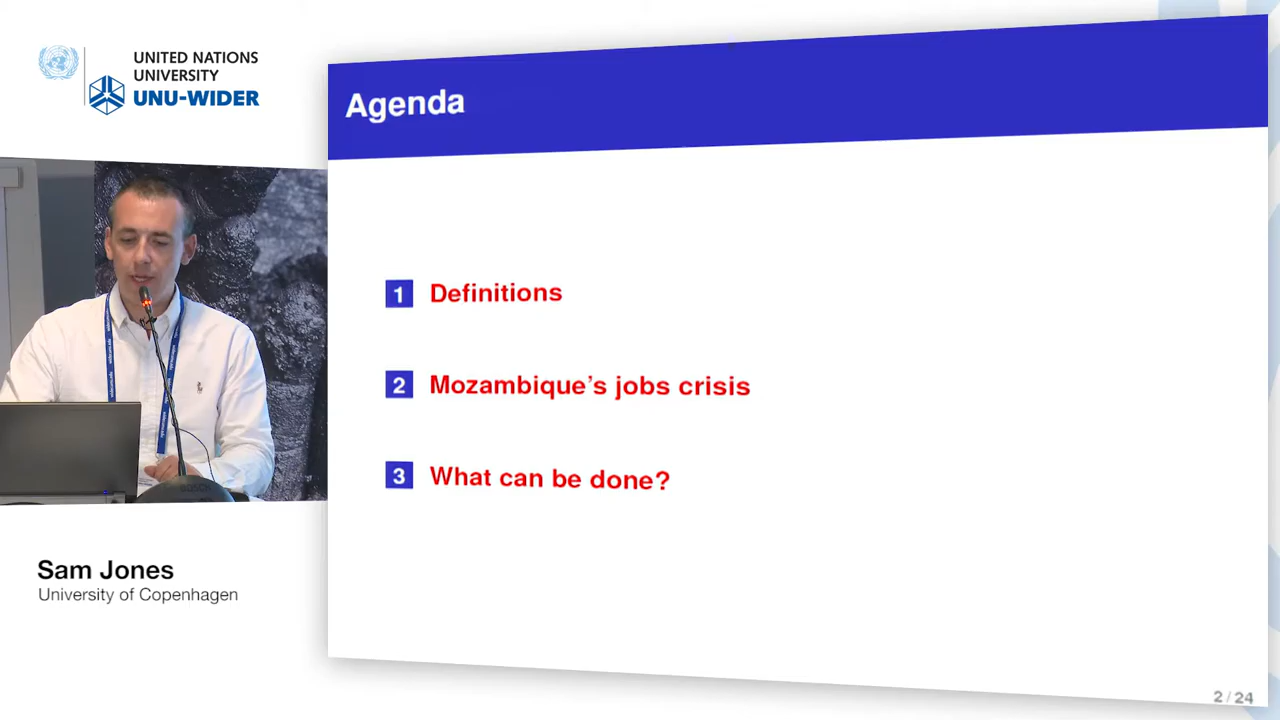 UNITED NATIONS
UNIVERSITY
UNU-WIDER
Agenda
1 Definitions
2 Mozambique's jobs crisis
3 What can be done?
Sam Jones
University of Copenhagen
2 / 24